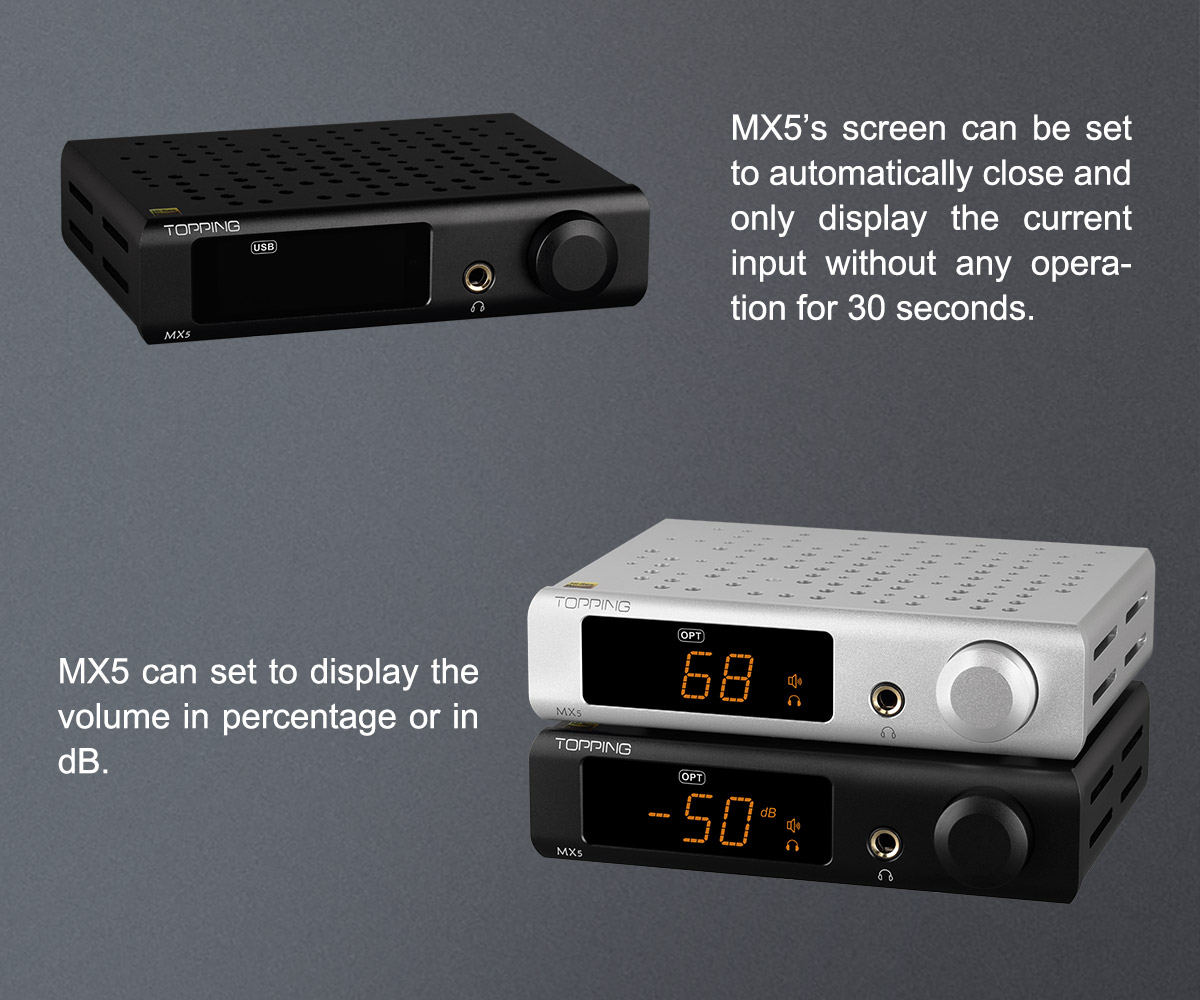 MX5’s screen can be set
to automatically close and
only display the current
input without any opera-
tion for 30 seconds.
TOPPING
USB
MX5
MX5 can set to display the
volume in percentage or in
dB.
TOPPING
OPT
68
MX5
TOPPING
OPT
-50 dB
MX5